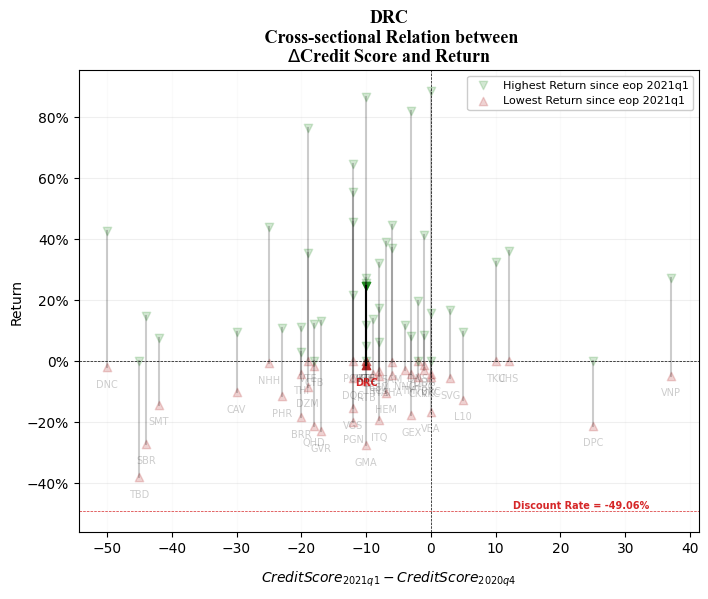 DRC
Cross-sectional Relation between
ΔCredit Score and Return
Highest Return since eop 2021q1
Lowest Return since eop 2021q1
Return
80%
60%
40%
20%
0%
−20%
−40%
DNC
TBD
SBR
SMT
CAV
NHH
PHR
BRR
DZM
QHD
GVR
VGS
PGN
GMA
DRC
ITQ
HEM
GEX
VEA
SVG
L10
TKU
CHS
DPC
VNP
Discount Rate = -49.06%
−50
−40
−30
−20
−10
0
10
20
30
40
CreditScore2021q1 − CreditScore2020q4